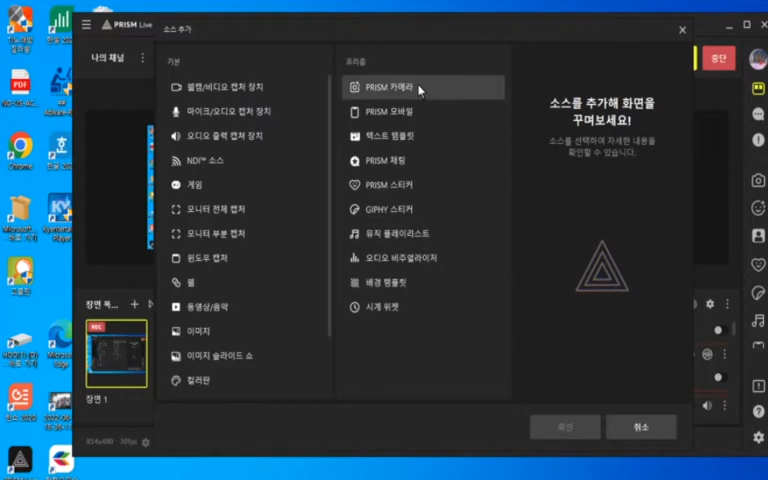 PRISM Live
소스 추가
나의 채널
중단
기본
웹캠/비디오 캡처 장치
마이크/오디오 캡처 장치
오디오 출력 캡처 장치
NDI™ 소스
게임
모니터 전체 캡처
모니터 부분 캡처
윈도우 캡처
웹
동영상/음악
이미지
이미지 슬라이드 쇼
컬러판
프리즘
PRISM 카메라
PRISM 모바일
텍스트 템플릿
PRISM 채팅
PRISM 스티커
GIPHY 스티커
뮤직 플레이리스트
오디오 비주얼라이저
배경 템플릿
시계 위젯
소스를 추가해 화면을
꾸며보세요!
소스를 선택하여 자세한 내용을
확인할 수 있습니다.
확인
취소
장면 목...
REC
장면 1
854x480
30fps
PDF
Chrome
한쇼 2020